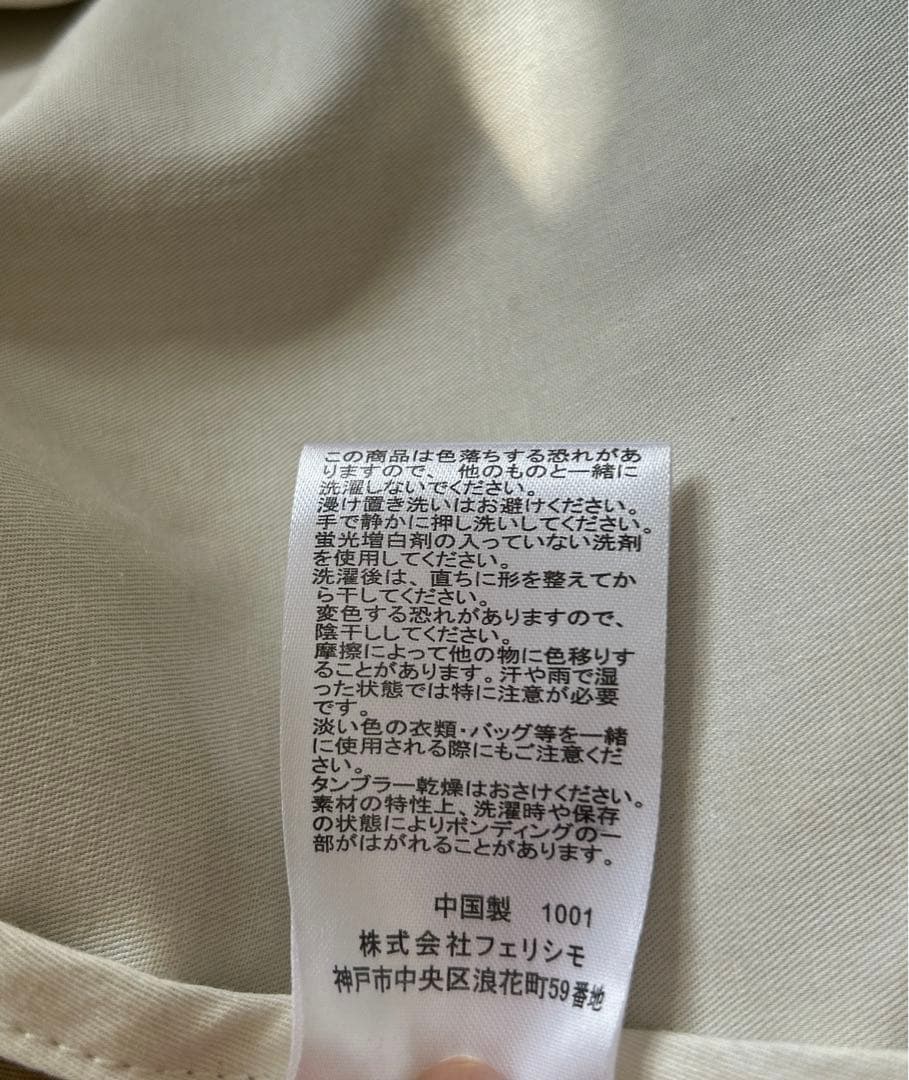 この商品は色落ちする恐れがあ
りますので、他のものと一緒に
洗濯しないでください。
浸け置き洗いはお避けください。
手で静かに押し洗いしてください。
蛍光増白剤の入っていない洗剤
を使用してください。
洗濯後は、直ちに形を整えてか
ら干してください。
変色する恐れがありますので、
陰干ししてください。
摩擦によって他の物に色移りす
ることがあります。汗や雨で湿
った状態では特に注意が必要
です。
淡い色の衣類・バッグ等を一緒
に使用される際にもご注意くだ
さい。
タンブラー乾燥はおさけください。
素材の特性上、洗濯時や保存
の状態によりボンディングの一
部がはがれることがあります。
中国製 1001
株式会社フェリシモ
神戸市中央区浪花町59番地